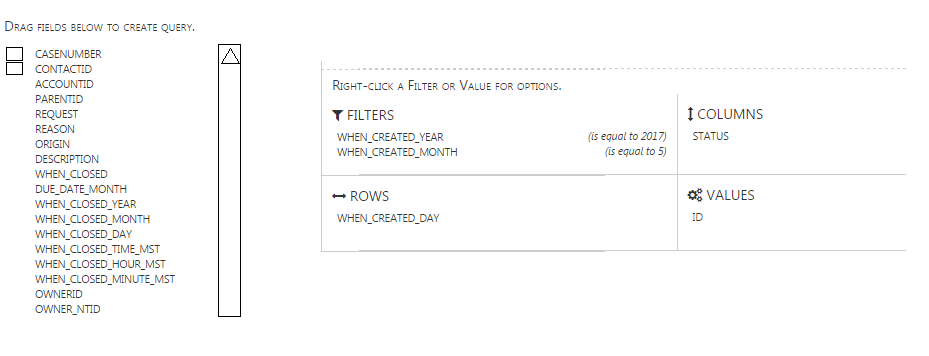 Drag fields below to create query.
CASENUMBER
CONTACTID
ACCOUNTID
PARENTID
REQUEST
REASON
ORIGIN
DESCRIPTION
WHEN_CLOSED
DUE_DATE_MONTH
WHEN_CLOSED_YEAR
WHEN_CLOSED_MONTH
WHEN_CLOSED_DAY
WHEN_CLOSED_TIME_MST
WHEN_CLOSED_HOUR_MST
WHEN_CLOSED_MINUTE_MST
OWNERID
OWNER_NTID
Right-click a Filter or Value for options.
FILTERS
WHEN_CREATED_YEAR (is equal to 2017)
WHEN_CREATED_MONTH (is equal to 5)
COLUMNS
STATUS
ROWS
WHEN_CREATED_DAY
VALUES
ID